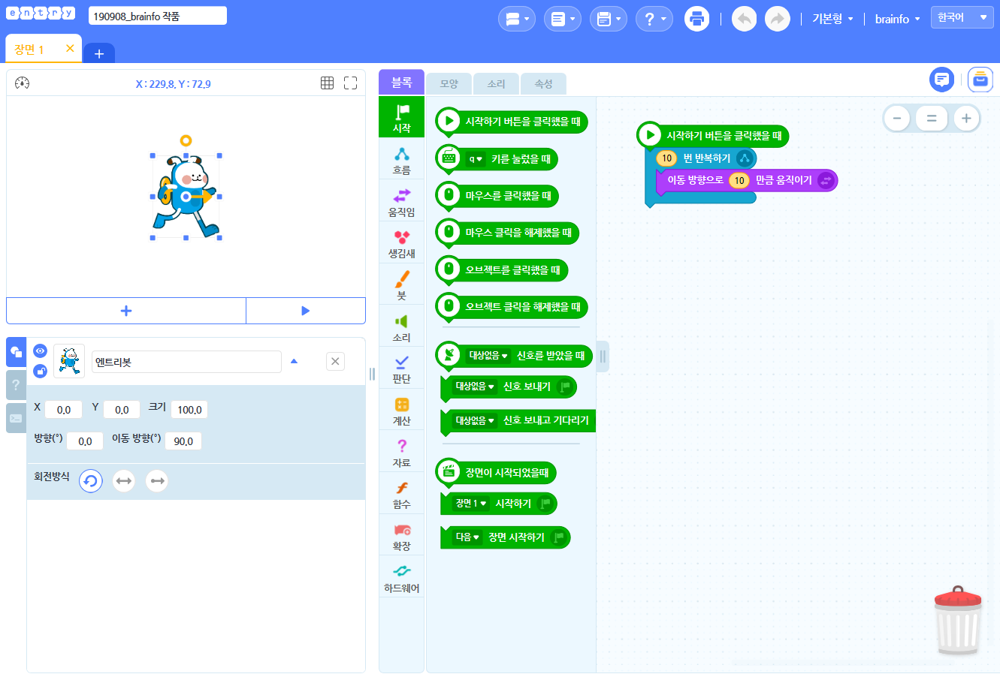 entry
190908_brainfo 작품
기본형
brainfo
한국어
장면 1
X : 229.8, Y : 72.9
블록
모양
소리
속성
시작
흐름
움직임
생김새
붓
소리
판단
계산
자료
함수
확장
하드웨어
시작하기 버튼을 클릭했을 때
q 키를 눌렀을 때
마우스를 클릭했을 때
마우스 클릭을 해제했을 때
오브젝트를 클릭했을 때
오브젝트 클릭을 해제했을 때
대상없음 신호를 받았을 때
대상없음 신호 보내기
대상없음 신호 보내고 기다리기
장면이 시작되었을때
장면 1 시작하기
다음 장면 시작하기
시작하기 버튼을 클릭했을 때
10 번 반복하기
이동 방향으로 10 만큼 움직이기
엔트리봇
X 0.0 Y 0.0 크기 100.0
방향(°) 0.0 이동 방향(°) 90.0
회전방식